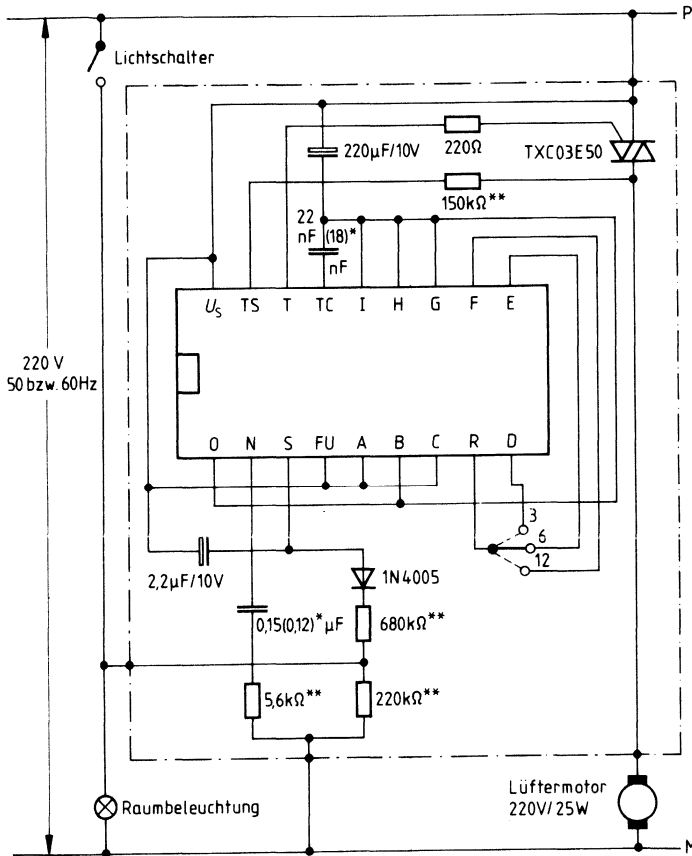 P
Lichtschalter
220µF/10V
220Ω
TXC03E50
150kΩ**
22
nF (18)*
nF
Us TS T TC I H G F E
220 V
50 bzw. 60Hz
O N S FU A B C R D
3
6
12
2,2µF/10V
1N4005
0,15(0,12)*µF
680kΩ**
5,6kΩ**
220kΩ**
Raumbeleuchtung
Lüftermotor
220V/25W
M